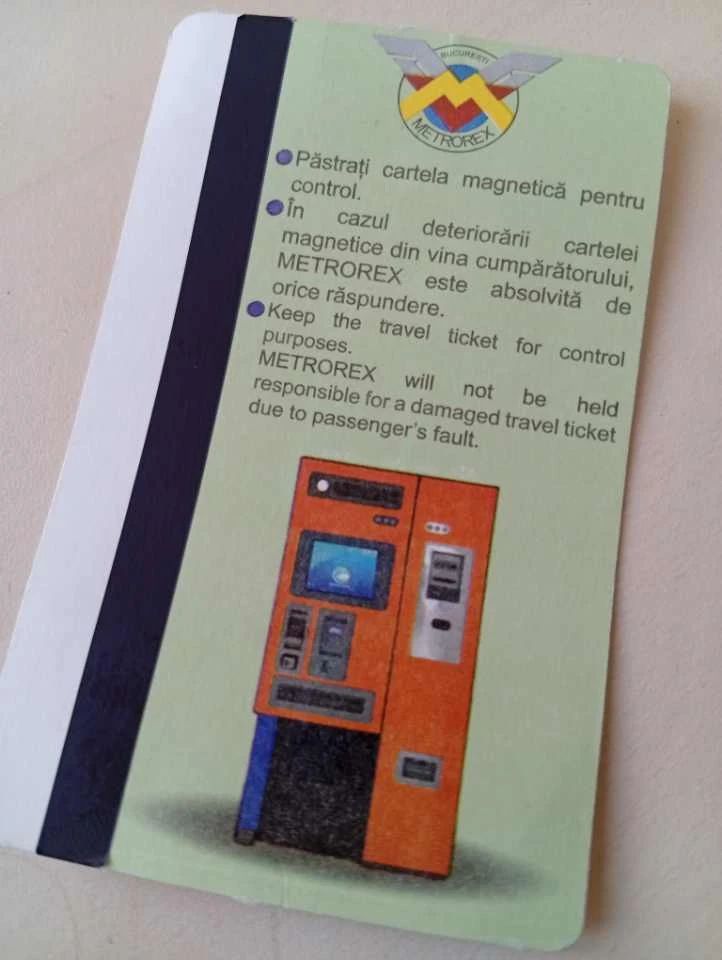 BUCUREȘTI
METROREX
Păstrați cartela magnetică pentru
control.
În cazul deteriorării cartelei
magnetice din vina cumpărătorului,
METROREX este absolvită de
orice răspundere.
Keep the travel ticket for control
purposes.
METROREX will not be held
responsible for a damaged travel ticket
due to passenger's fault.